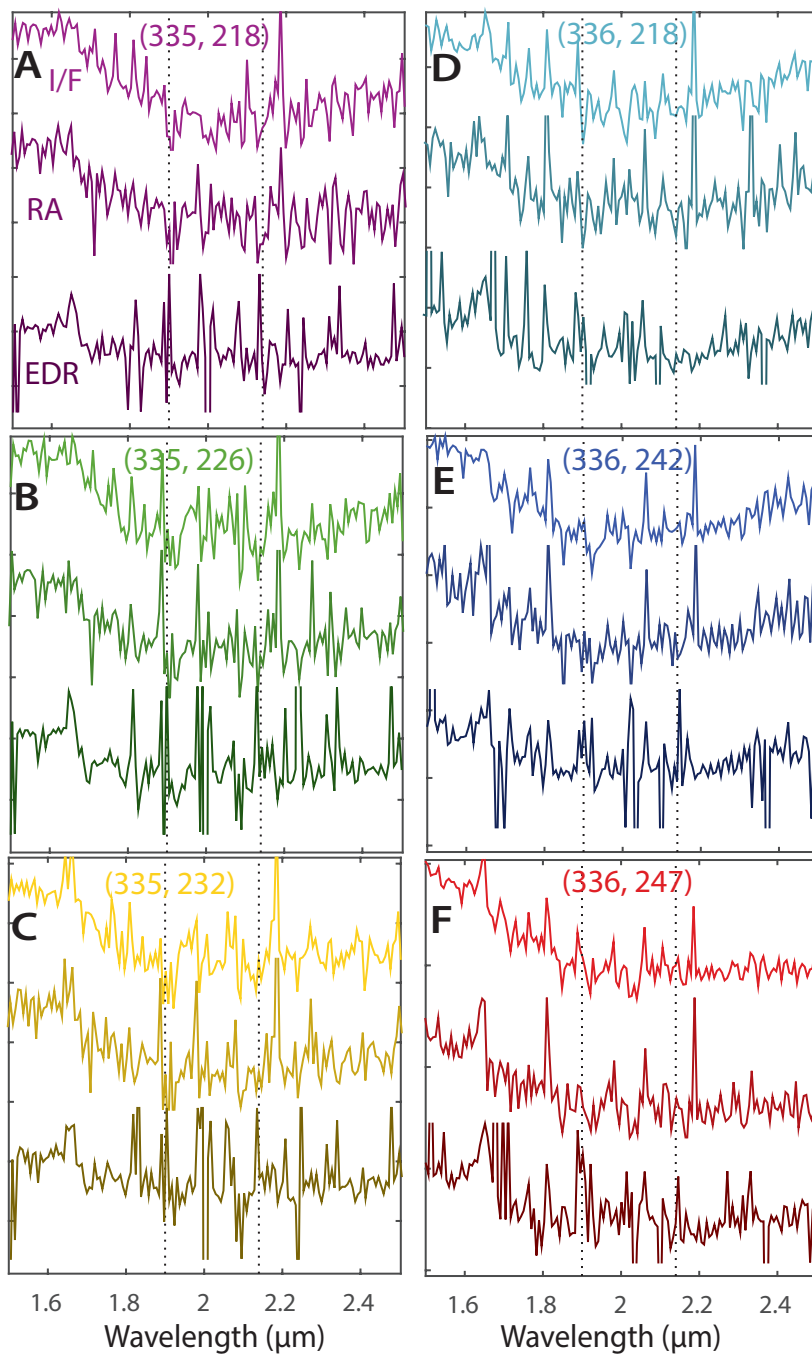 A
(335, 218)
I/F
RA
EDR
D
(336, 218)
B
(335, 226)
E
(336, 242)
C
(335, 232)
F
(336, 247)
1.6 1.8 2 2.2 2.4
1.6 1.8 2 2.2 2.4
Wavelength (μm)
Wavelength (μm)